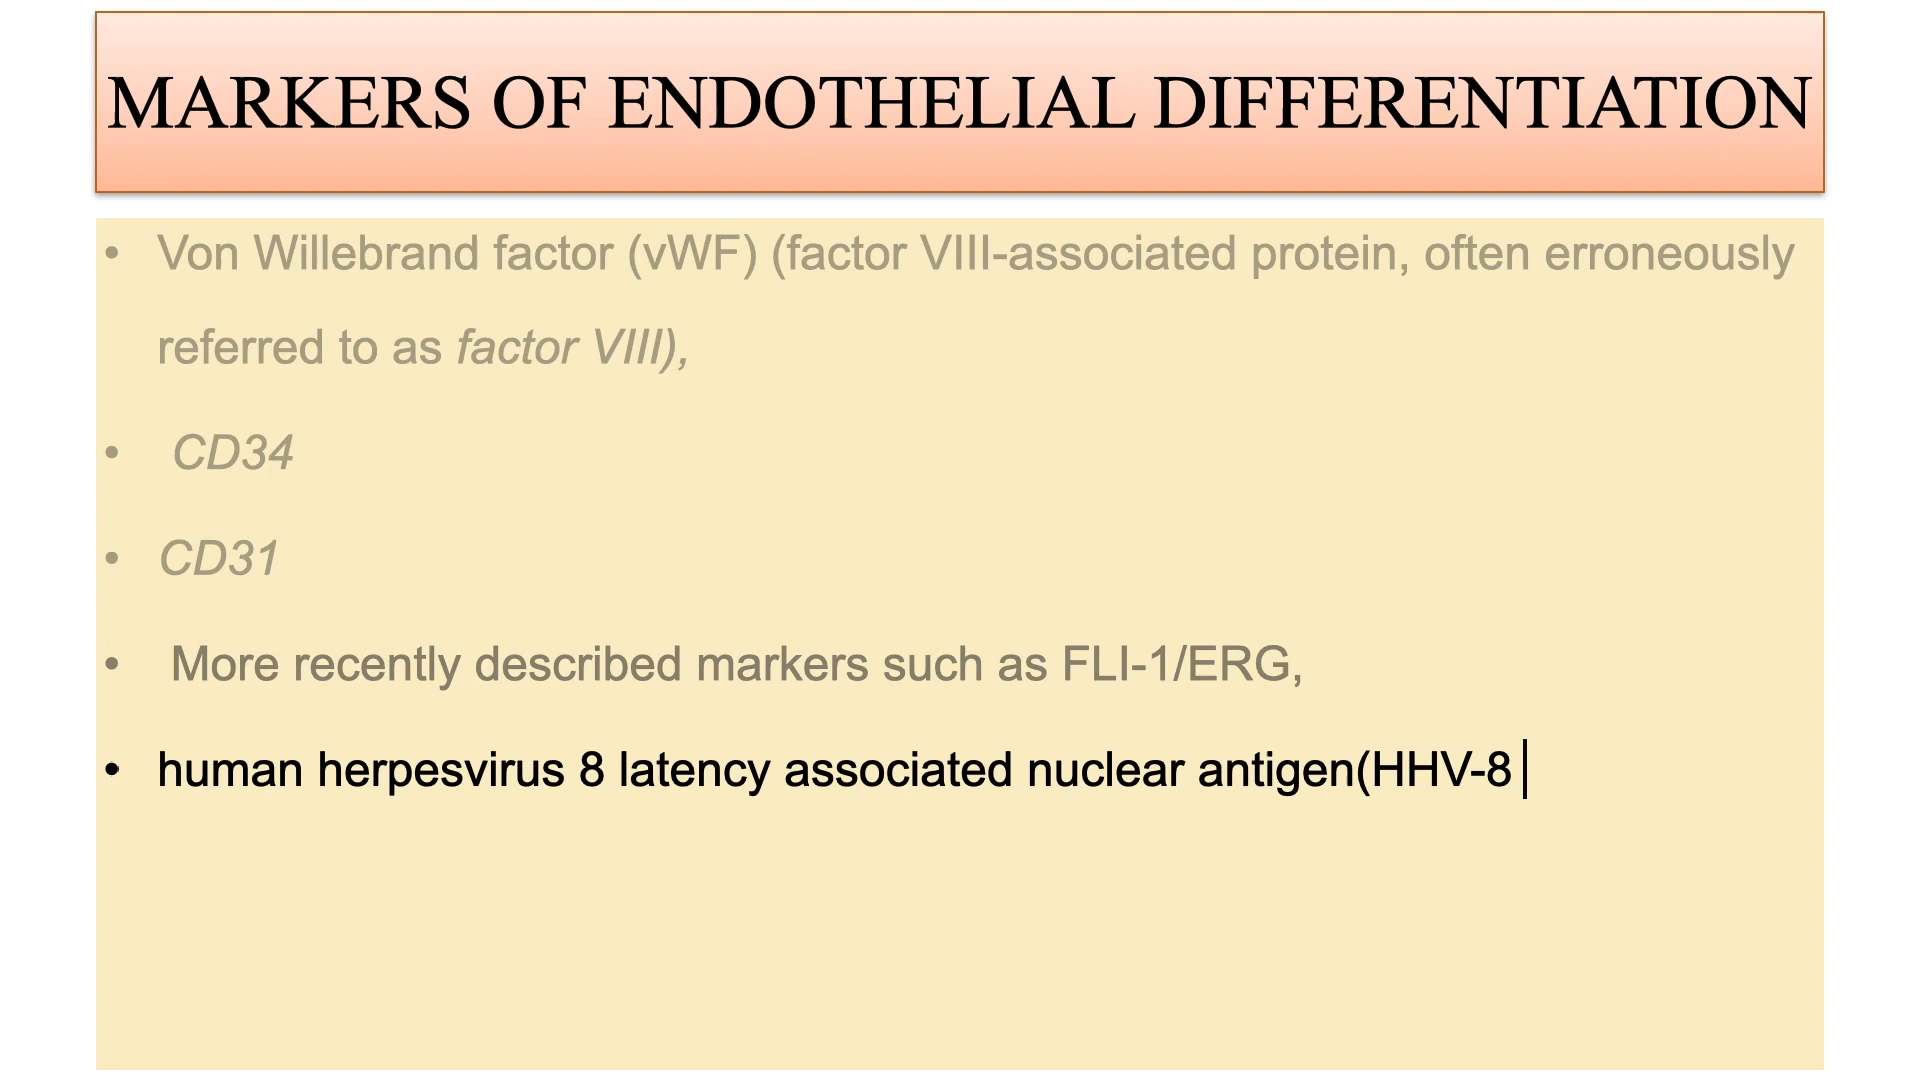 MARKERS OF ENDOTHELIAL DIFFERENTIATION
• Von Willebrand factor (vWF) (factor VIII-associated protein, often erroneously
referred to as factor VIII),
• CD34
• CD31
• More recently described markers such as FLI-1/ERG,
• human herpesvirus 8 latency associated nuclear antigen(HHV-8